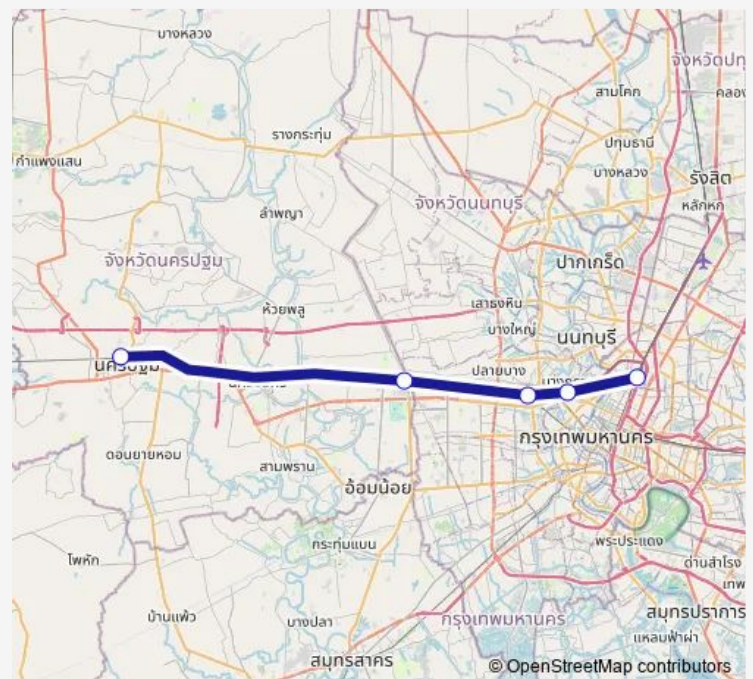 บางหลวง
จังหวัดปทุ
สามโคก
คลอง
รางกระทุ่ม
ปทุมธานี
กำแพงแสน
บางหลวง
รังสิต
หลักหก
ลำพญา
จังหวัดนนทบุรี
จังหวัดนครปฐม
ปากเกร็ด
ห้วยพลู
เสาธงหิน
บางใหญ่
นนทบุรี
นครปฐม
ปลายบาง
กรุงเทพมหานคร
ดอนยายหอม
สามพราน
อ้อมน้อย
พระประแดง
โพหัก
กระทุ่มแบน
ด่านสำโรง
เทพ
บ้านแพ้ว
บางปลา
กรุงเทพมหานคร
สมุทรปราการ
แหลมฟ้าผ่า
สมุทรสาคร
© OpenStreetMap contributors